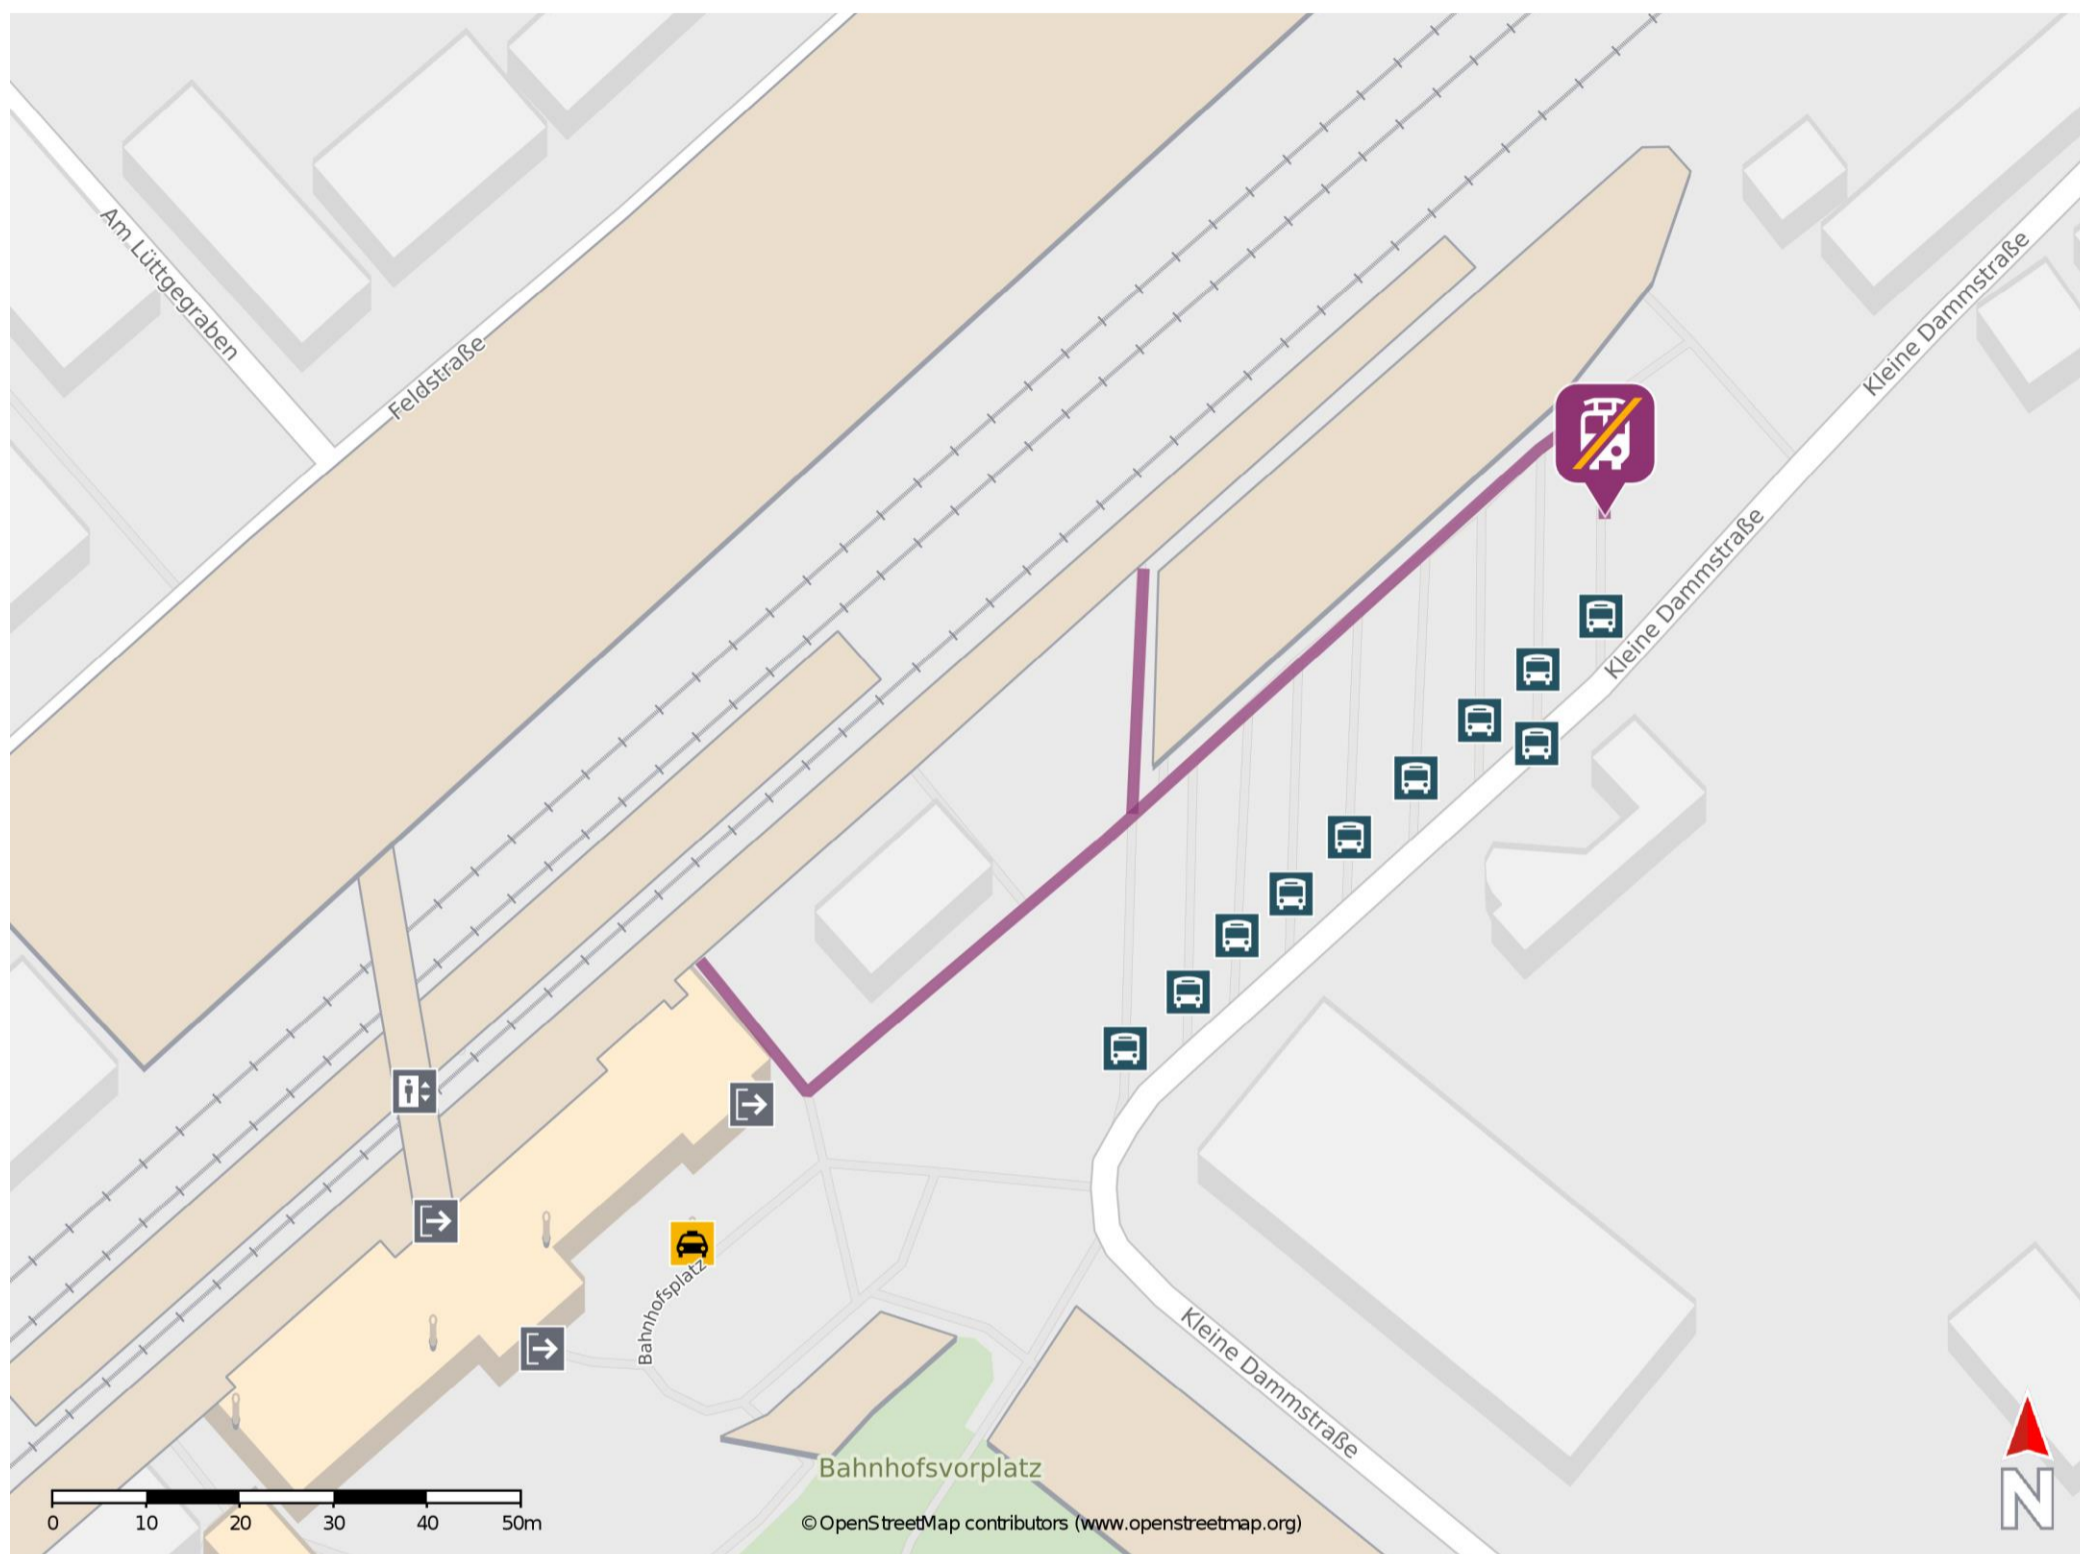 Am Lüttgegraben
Feldstraße
Kleine Dammstraße
Kleine Dammstraße
Bahnhofsplatz
Kleine Dammstraße
Bahnhofsvorplatz
0 10 20 30 40 50m
© OpenStreetMap contributors (www.openstreetmap.org)
N